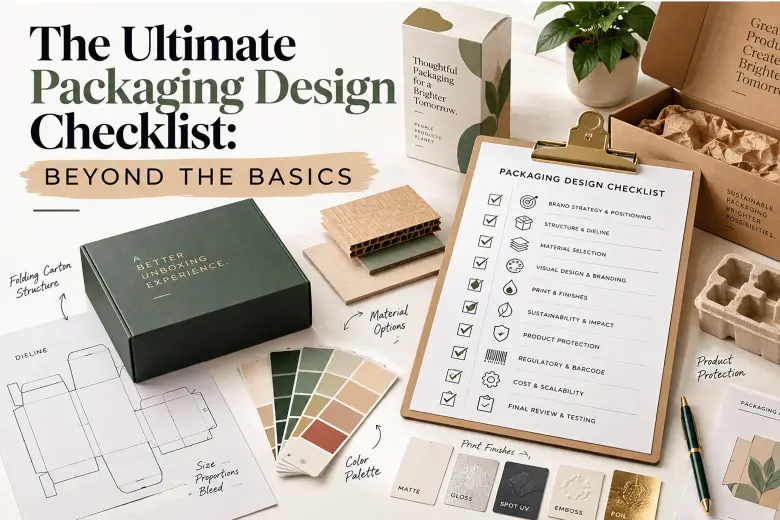 The Ultimate
Packaging Design
Checklist:
BEYOND THE BASICS
Thoughtful
Packaging
for a
Brighter
Tomorrow.
PEOPLE
PRODUCTS
PLANET
Create
SUSTAINABLE
PACKAGING
BRIGHTER
POSSIBILITIES.
A
BETTER
UNBOXING
EXPERIENCE.
PACKAGING DESIGN CHECKLIST
BRAND STRATEGY & POSITIONING
STRUCTURE & DIELINE
MATERIAL SELECTION
VISUAL DESIGN & BRANDING
PRINT & FINISHES
SUSTAINABILITY & IMPACT
PRODUCT PROTECTION
REGULATORY & BARCODE
COST & SCALABILITY
FINAL REVIEW & TESTING
Folding Carton
Structure
Material
Options
DIELINE
Size
Proportions
Bleed
Color
Palette
Print Finishes
MATTE
GLOSS
SPOT UV
EMBOSS
FOIL
Product
Protection
PACKAGING